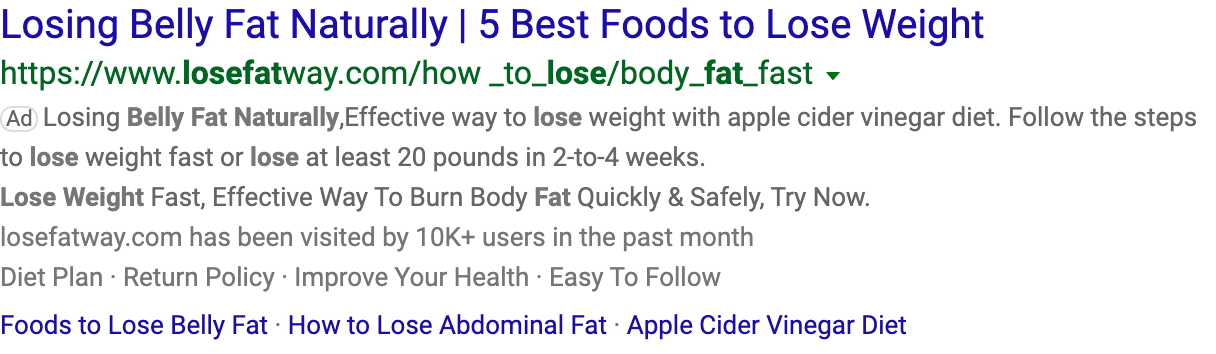 Losing Belly Fat Naturally | 5 Best Foods to Lose Weight
https://www.losefatway.com/how _to_lose/body_fat_fast
Ad Losing Belly Fat Naturally,Effective way to lose weight with apple cider vinegar diet. Follow the steps
to lose weight fast or lose at least 20 pounds in 2-to-4 weeks.
Lose Weight Fast, Effective Way To Burn Body Fat Quickly & Safely, Try Now.
losefatway.com has been visited by 10K+ users in the past month
Diet Plan · Return Policy · Improve Your Health · Easy To Follow
Foods to Lose Belly Fat · How to Lose Abdominal Fat · Apple Cider Vinegar Diet